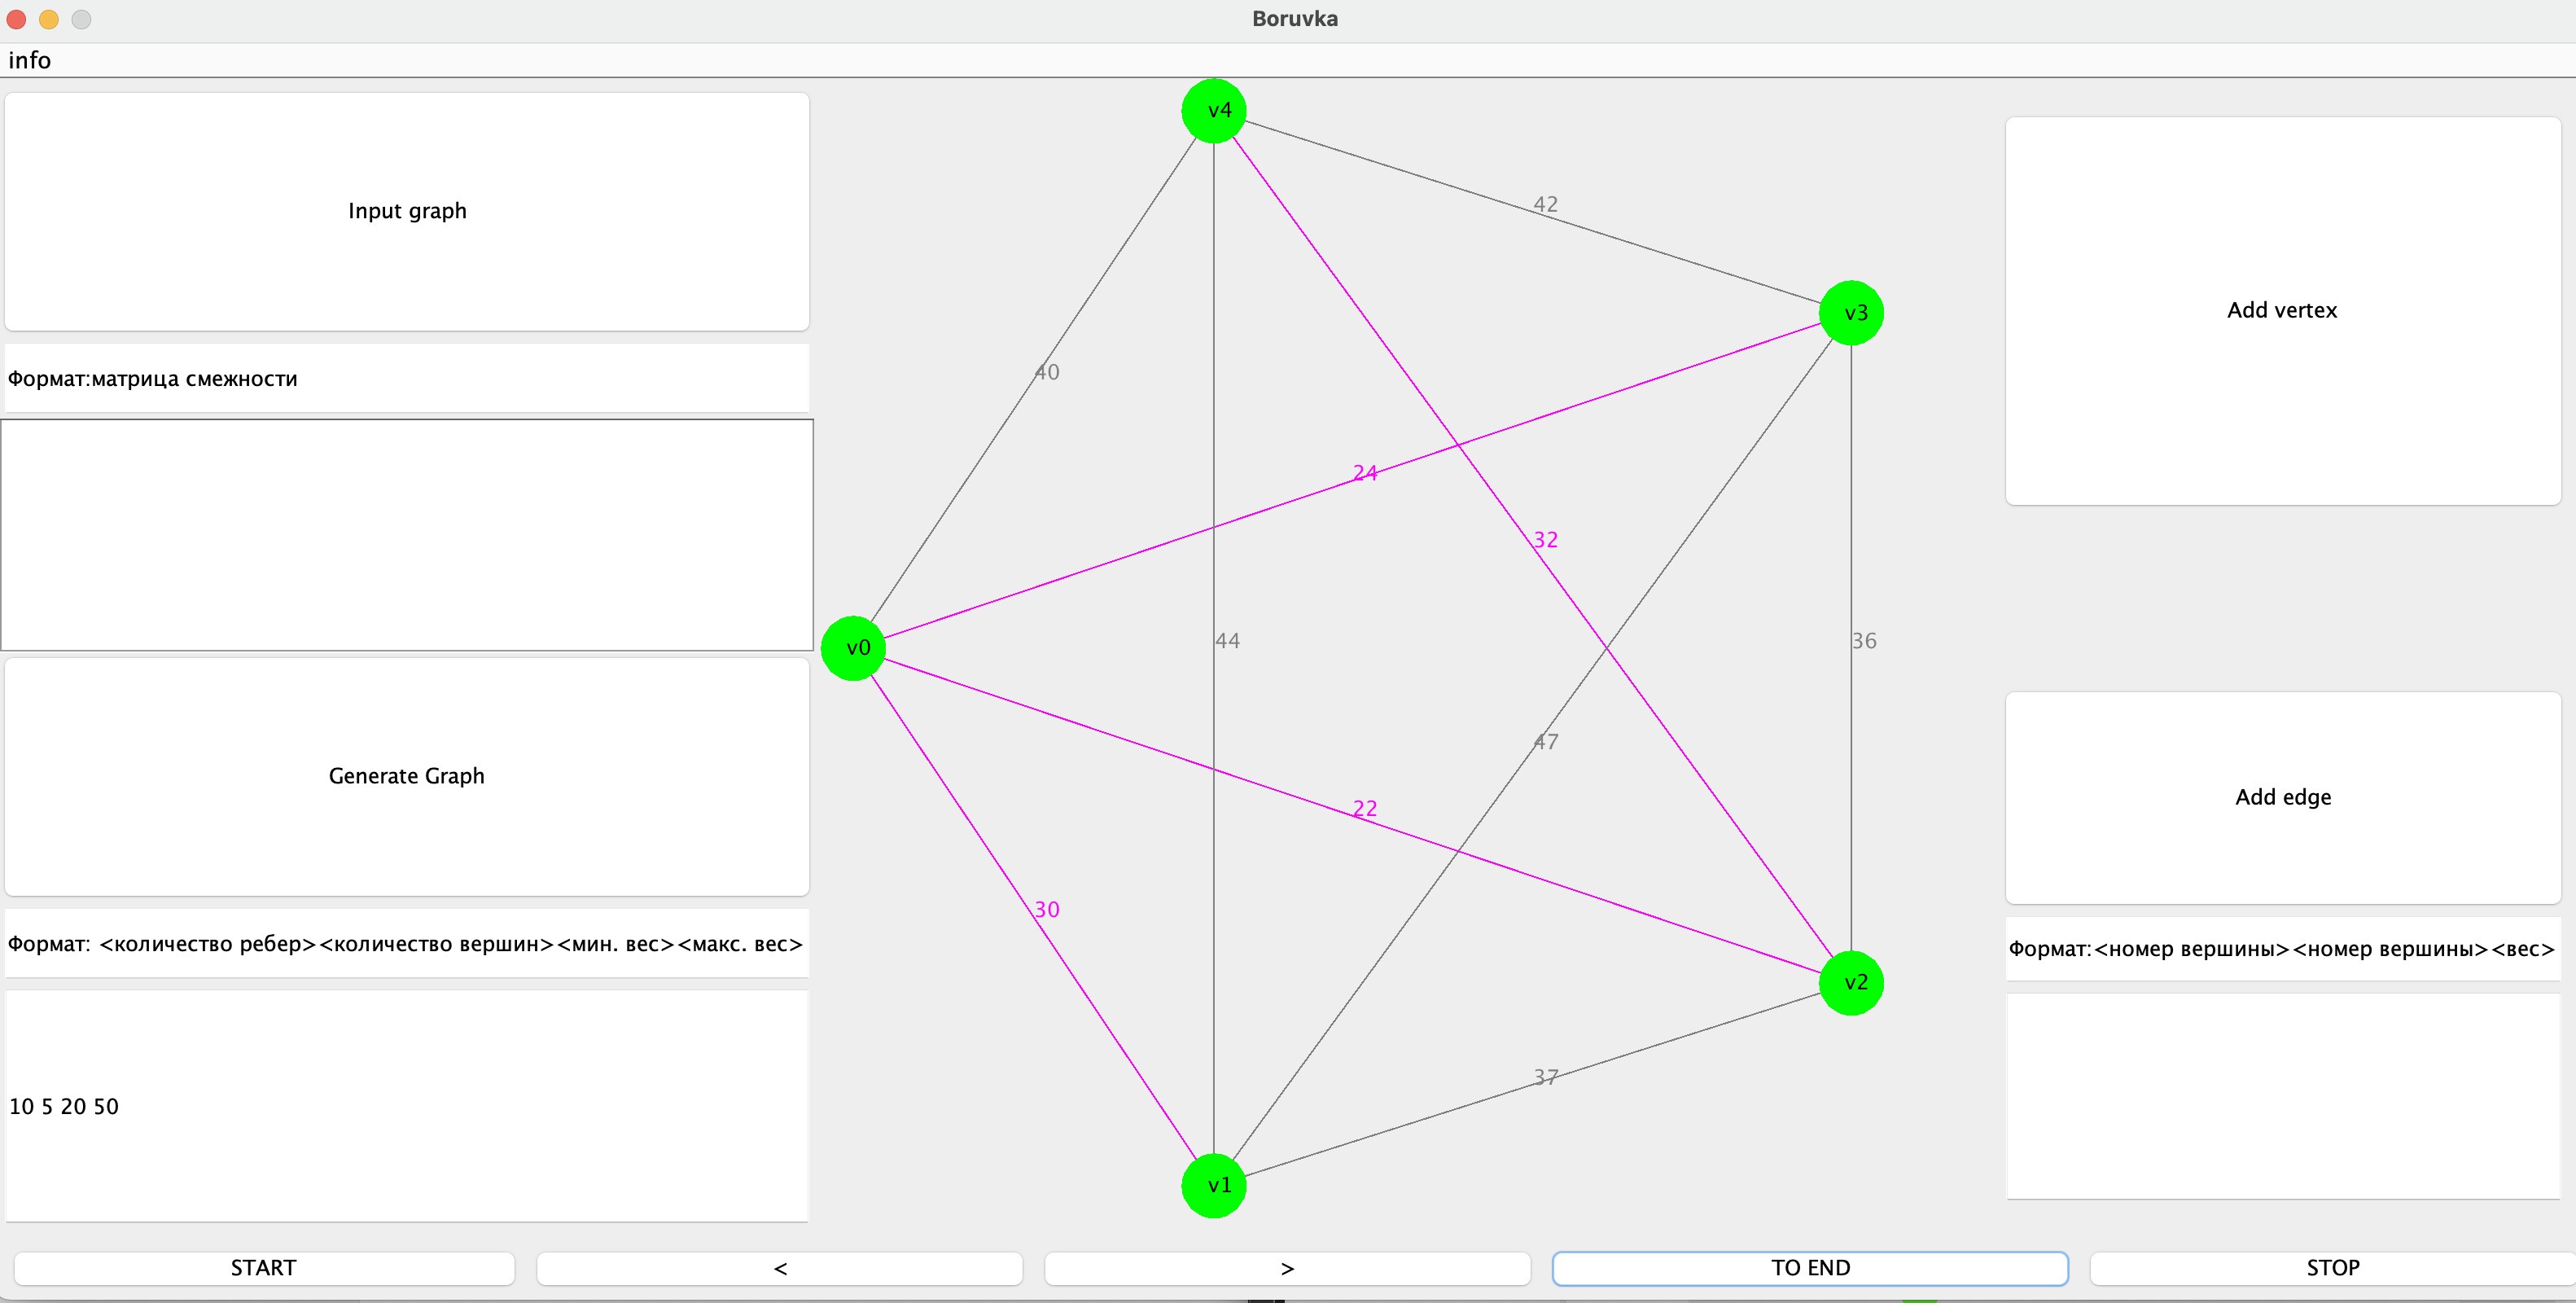 Boruvka
info
Input graph
Формат:матрица смежности
Generate Graph
Формат: <количество ребер><количество вершин><мин. вес><макс. вес>
10 5 20 50
v4
42
v3
40
24
32
v0
44
36
47
22
30
v2
37
v1
Add vertex
Add edge
Формат:<номер вершины><номер вершины><вес>
START
<
>
TO END
STOP